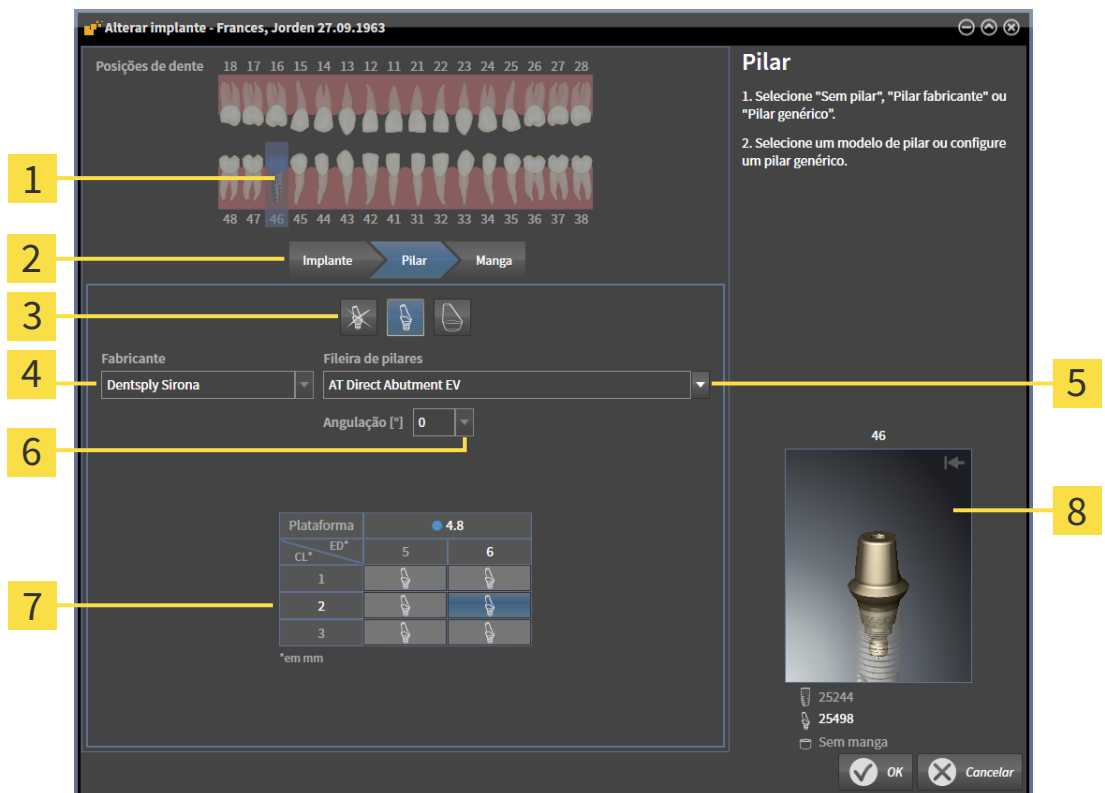 Alterar implante - Frances, Jorden 27.09.1963
Posições de dente 18 17 16 15 14 13 12 11 21 22 23 24 25 26 27 28
48 47 46 45 44 43 42 41 31 32 33 34 35 36 37 38
1
2
Implante Pilar Manga
3
Fabricante Fileira de pilares
4
Dentsply Sirona AT Direct Abutment EV
5
Angulação [°] 0
6
Plataforma 4.8
CL* ED* 5 6
1
2
3
7
*em mm
Pilar
1. Selecione "Sem pilar", "Pilar fabricante" ou
"Pilar genérico".
2. Selecione um modelo de pilar ou configure
um pilar genérico.
46
8
25244
25498
Sem manga
OK Cancelar